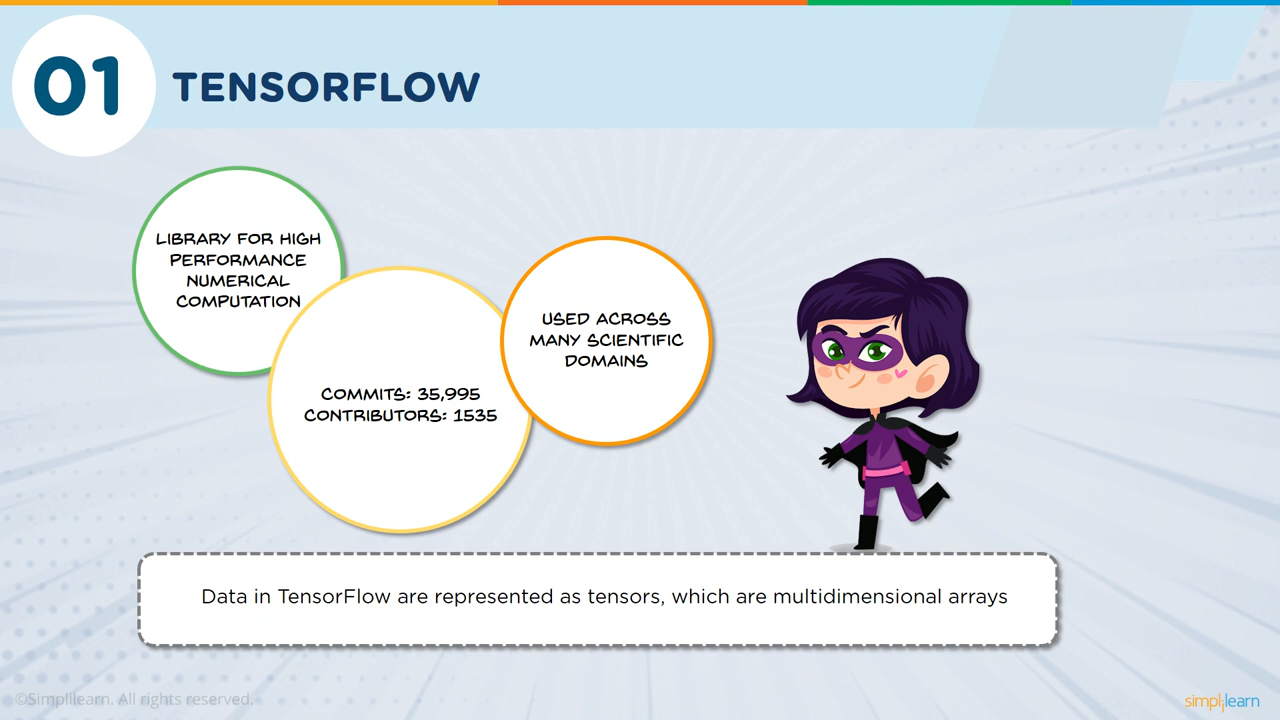 01
TENSORFLOW
LIBRARY FOR HIGH
PERFORMANCE
NUMERICAL
COMPUTATION
COMMITS: 35,995
CONTRIBUTORS: 1535
USED ACROSS
MANY SCIENTIFIC
DOMAINS
Data in TensorFlow are represented as tensors, which are multidimensional arrays
©Simplilearn. All rights reserved.
simplilearn